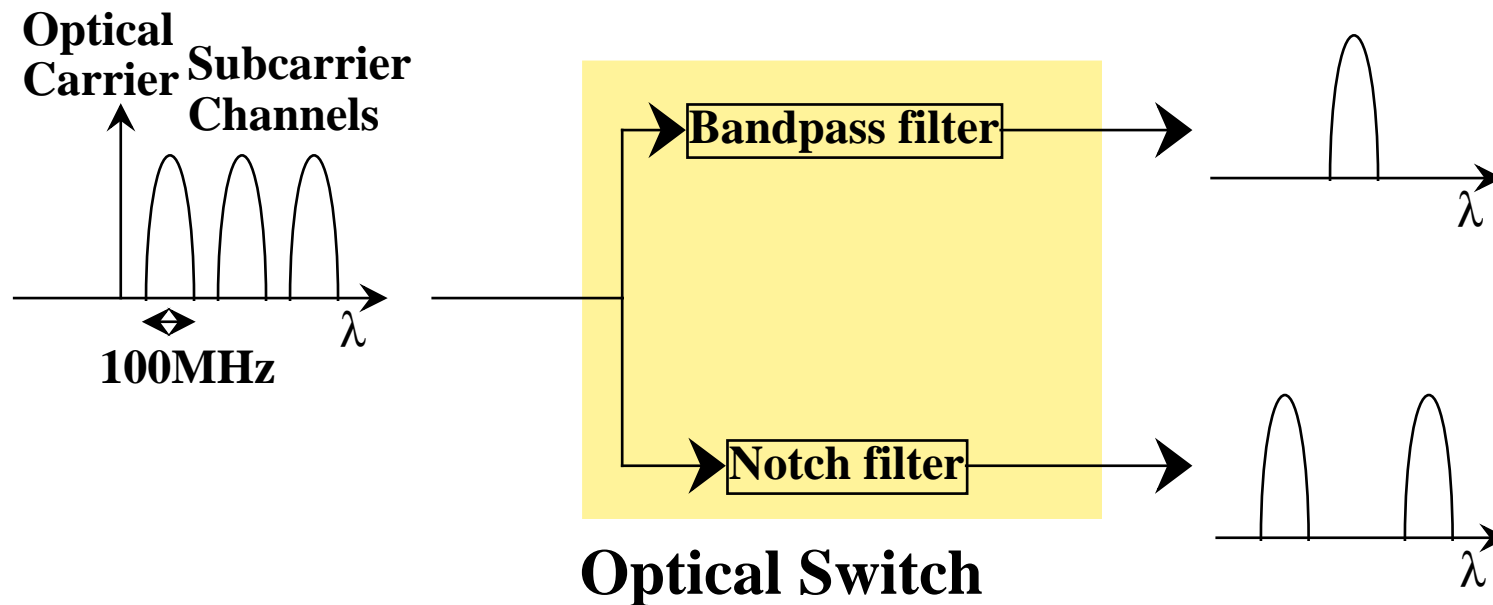 Optical
Carrier
Subcarrier
Channels
λ
100MHz
Bandpass filter
Notch filter
Optical Switch
λ
λ